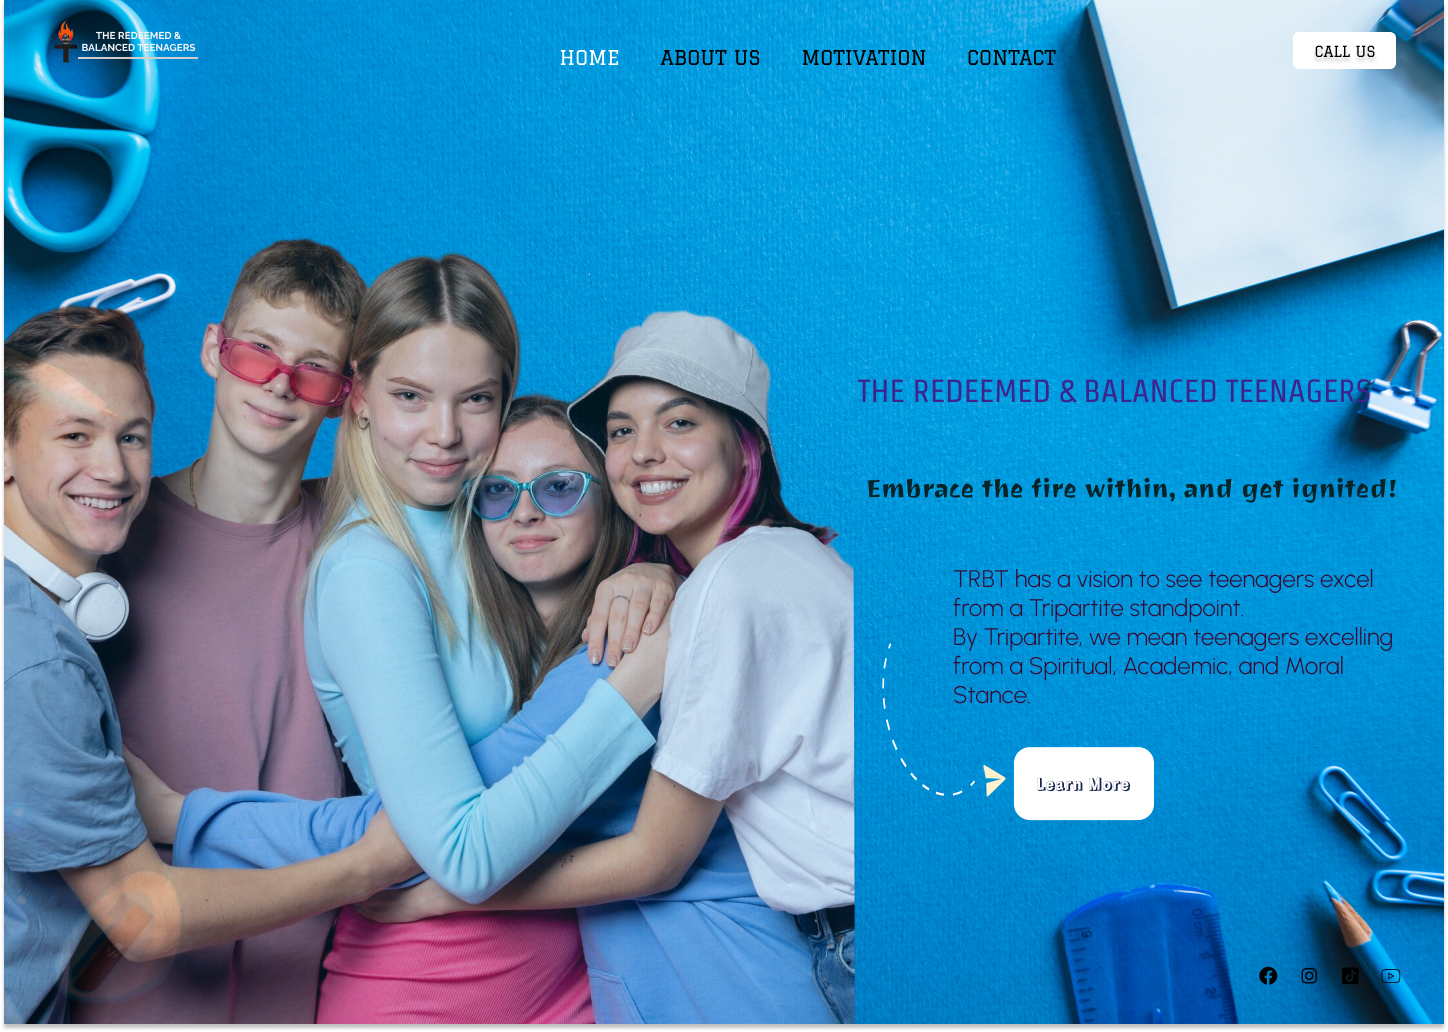 THE REDEEMED &
BALANCED TEENAGERS
HOME ABOUT US MOTIVATION CONTACT
CALL US
THE REDEEMED & BALANCED TEENAGERS
Embrace the fire within, and get ignited!
TRBT has a vision to see teenagers excel
from a Tripartite standpoint.
By Tripartite, we mean teenagers excelling
from a Spiritual, Academic, and Moral
Stance.
Learn More